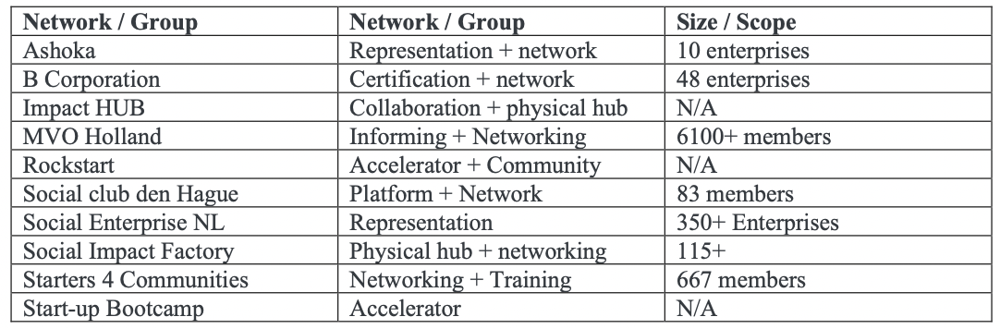 Network / Group Network / Group Size / Scope
Ashoka Representation + network 10 enterprises
B Corporation Certification + network 48 enterprises
Impact HUB Collaboration + physical hub N/A
MVO Holland Informing + Networking 6100+ members
Rockstart Accelerator + Community N/A
Social club den Hague Platform + Network 83 members
Social Enterprise NL Representation 350+ Enterprises
Social Impact Factory Physical hub + networking 115+
Starters 4 Communities Networking + Training 667 members
Start-up Bootcamp Accelerator N/A